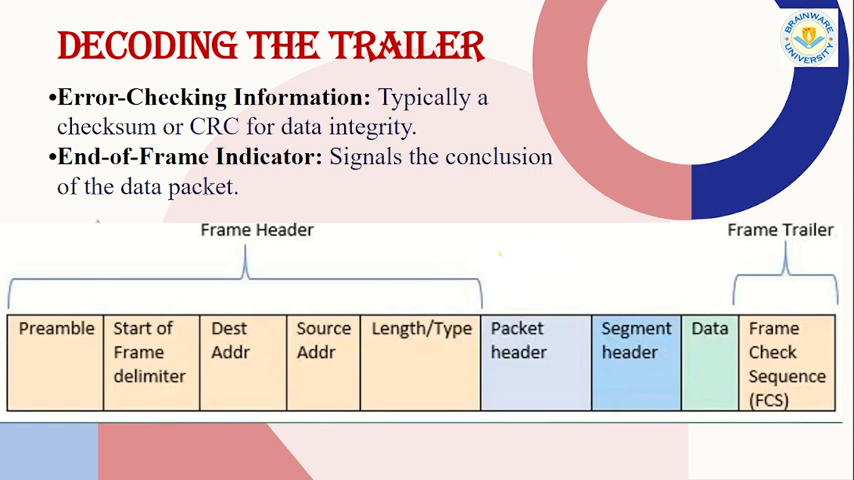 DECODING THE TRAILER
BRAINWARE
UNIVERSITY
•Error-Checking Information: Typically a
checksum or CRC for data integrity.
•End-of-Frame Indicator: Signals the conclusion
of the data packet.
Frame Header
Frame Trailer
Preamble
Start of
Frame
delimiter
Dest
Addr
Source
Addr
Length/Type
Packet
header
Segment
header
Data
Frame
Check
Sequence
(FCS)